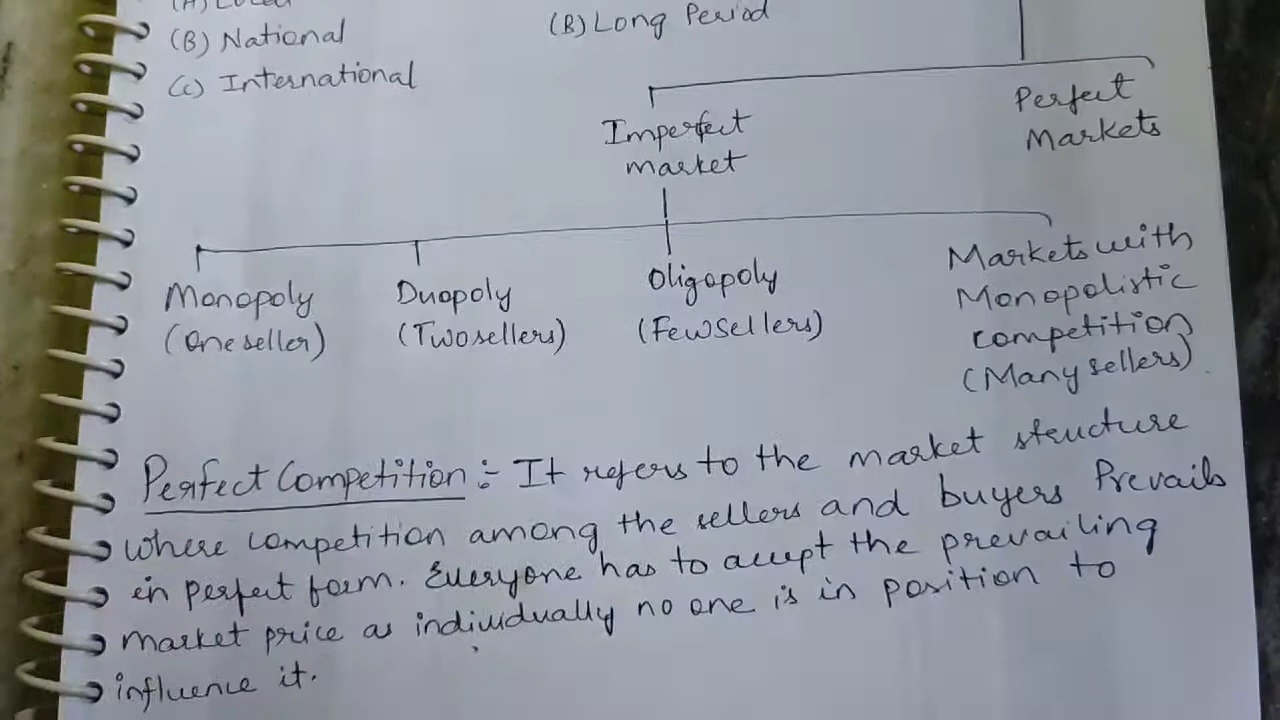 (B) National
(B) Long Period
(C) International
Imperfect
market
Perfect
Markets
Monopoly
(One seller)
Duopoly
(Two sellers)
Oligopoly
(Few Sellers)
Markets with
Monopolistic
competition
(Many sellers)
Perfect Competition :- It refers to the market structure
where competition among the sellers and buyers Prevails
in perfect form. Everyone has to accept the prevailing
market price as individually no one is in position to
influence it.